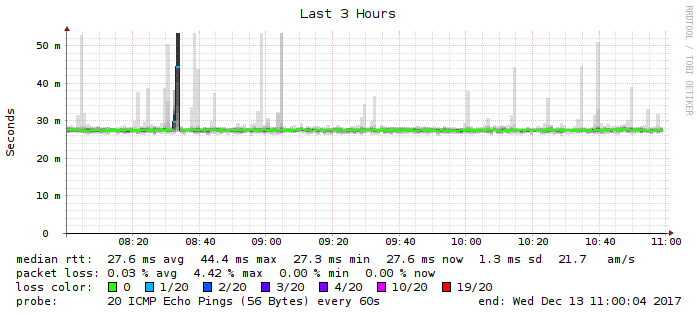 Last 3 Hours
RRDTOOL / TOBI OETIKER
Seconds
50 m
40 m
30 m
20 m
10 m
0
08:20 08:40 09:00 09:20 09:40 10:00 10:20 10:40 11:00
median rtt: 27.6 ms avg 44.4 ms max 27.3 ms min 27.6 ms now 1.3 ms sd 21.7 am/s
packet loss: 0.03 % avg 4.42 % max 0.00 % min 0.00 % now
loss color: 0 1/20 2/20 3/20 4/20 10/20 19/20
probe: 20 ICMP Echo Pings (56 Bytes) every 60s end: Wed Dec 13 11:00:04 2017